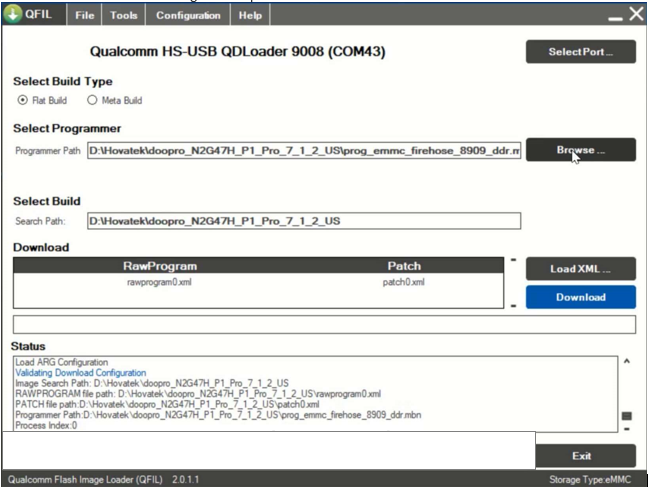 QFIL File Tools Configuration Help
Qualcomm HS-USB QDLoader 9008 (COM43)
Select Port ...
Select Build Type
Flat Build Meta Build
Select Programmer
Programmer Path D:\Hovatek\doopro_N2G47H_P1_Pro_7_1_2_US\prog_emmc_firehose_8909_ddr.m
Browse ...
Select Build
Search Path: D:\Hovatek\doopro_N2G47H_P1_Pro_7_1_2_US
Download
RawProgram Patch
rawprogram0.xml patch0.xml
Load XML ...
Download
Status
Load ARG Configuration
Validating Download Configuration
Image Search Path: D:\Hovatek\doopro_N2G47H_P1_Pro_7_1_2_US
RAWPROGRAM file path: D:\Hovatek\doopro_N2G47H_P1_Pro_7_1_2_US\rawprogram0.xml
PATCH file path:D:\Hovatek\doopro_N2G47H_P1_Pro_7_1_2_US\patch0.xml
Programmer Path:D:\Hovatek\doopro_N2G47H_P1_Pro_7_1_2_US\prog_emmc_firehose_8909_ddr.mbn
Process Index:0
Exit
Qualcomm Flash Image Loader (QFIL) 2.0.1.1 Storage Type:eMMC